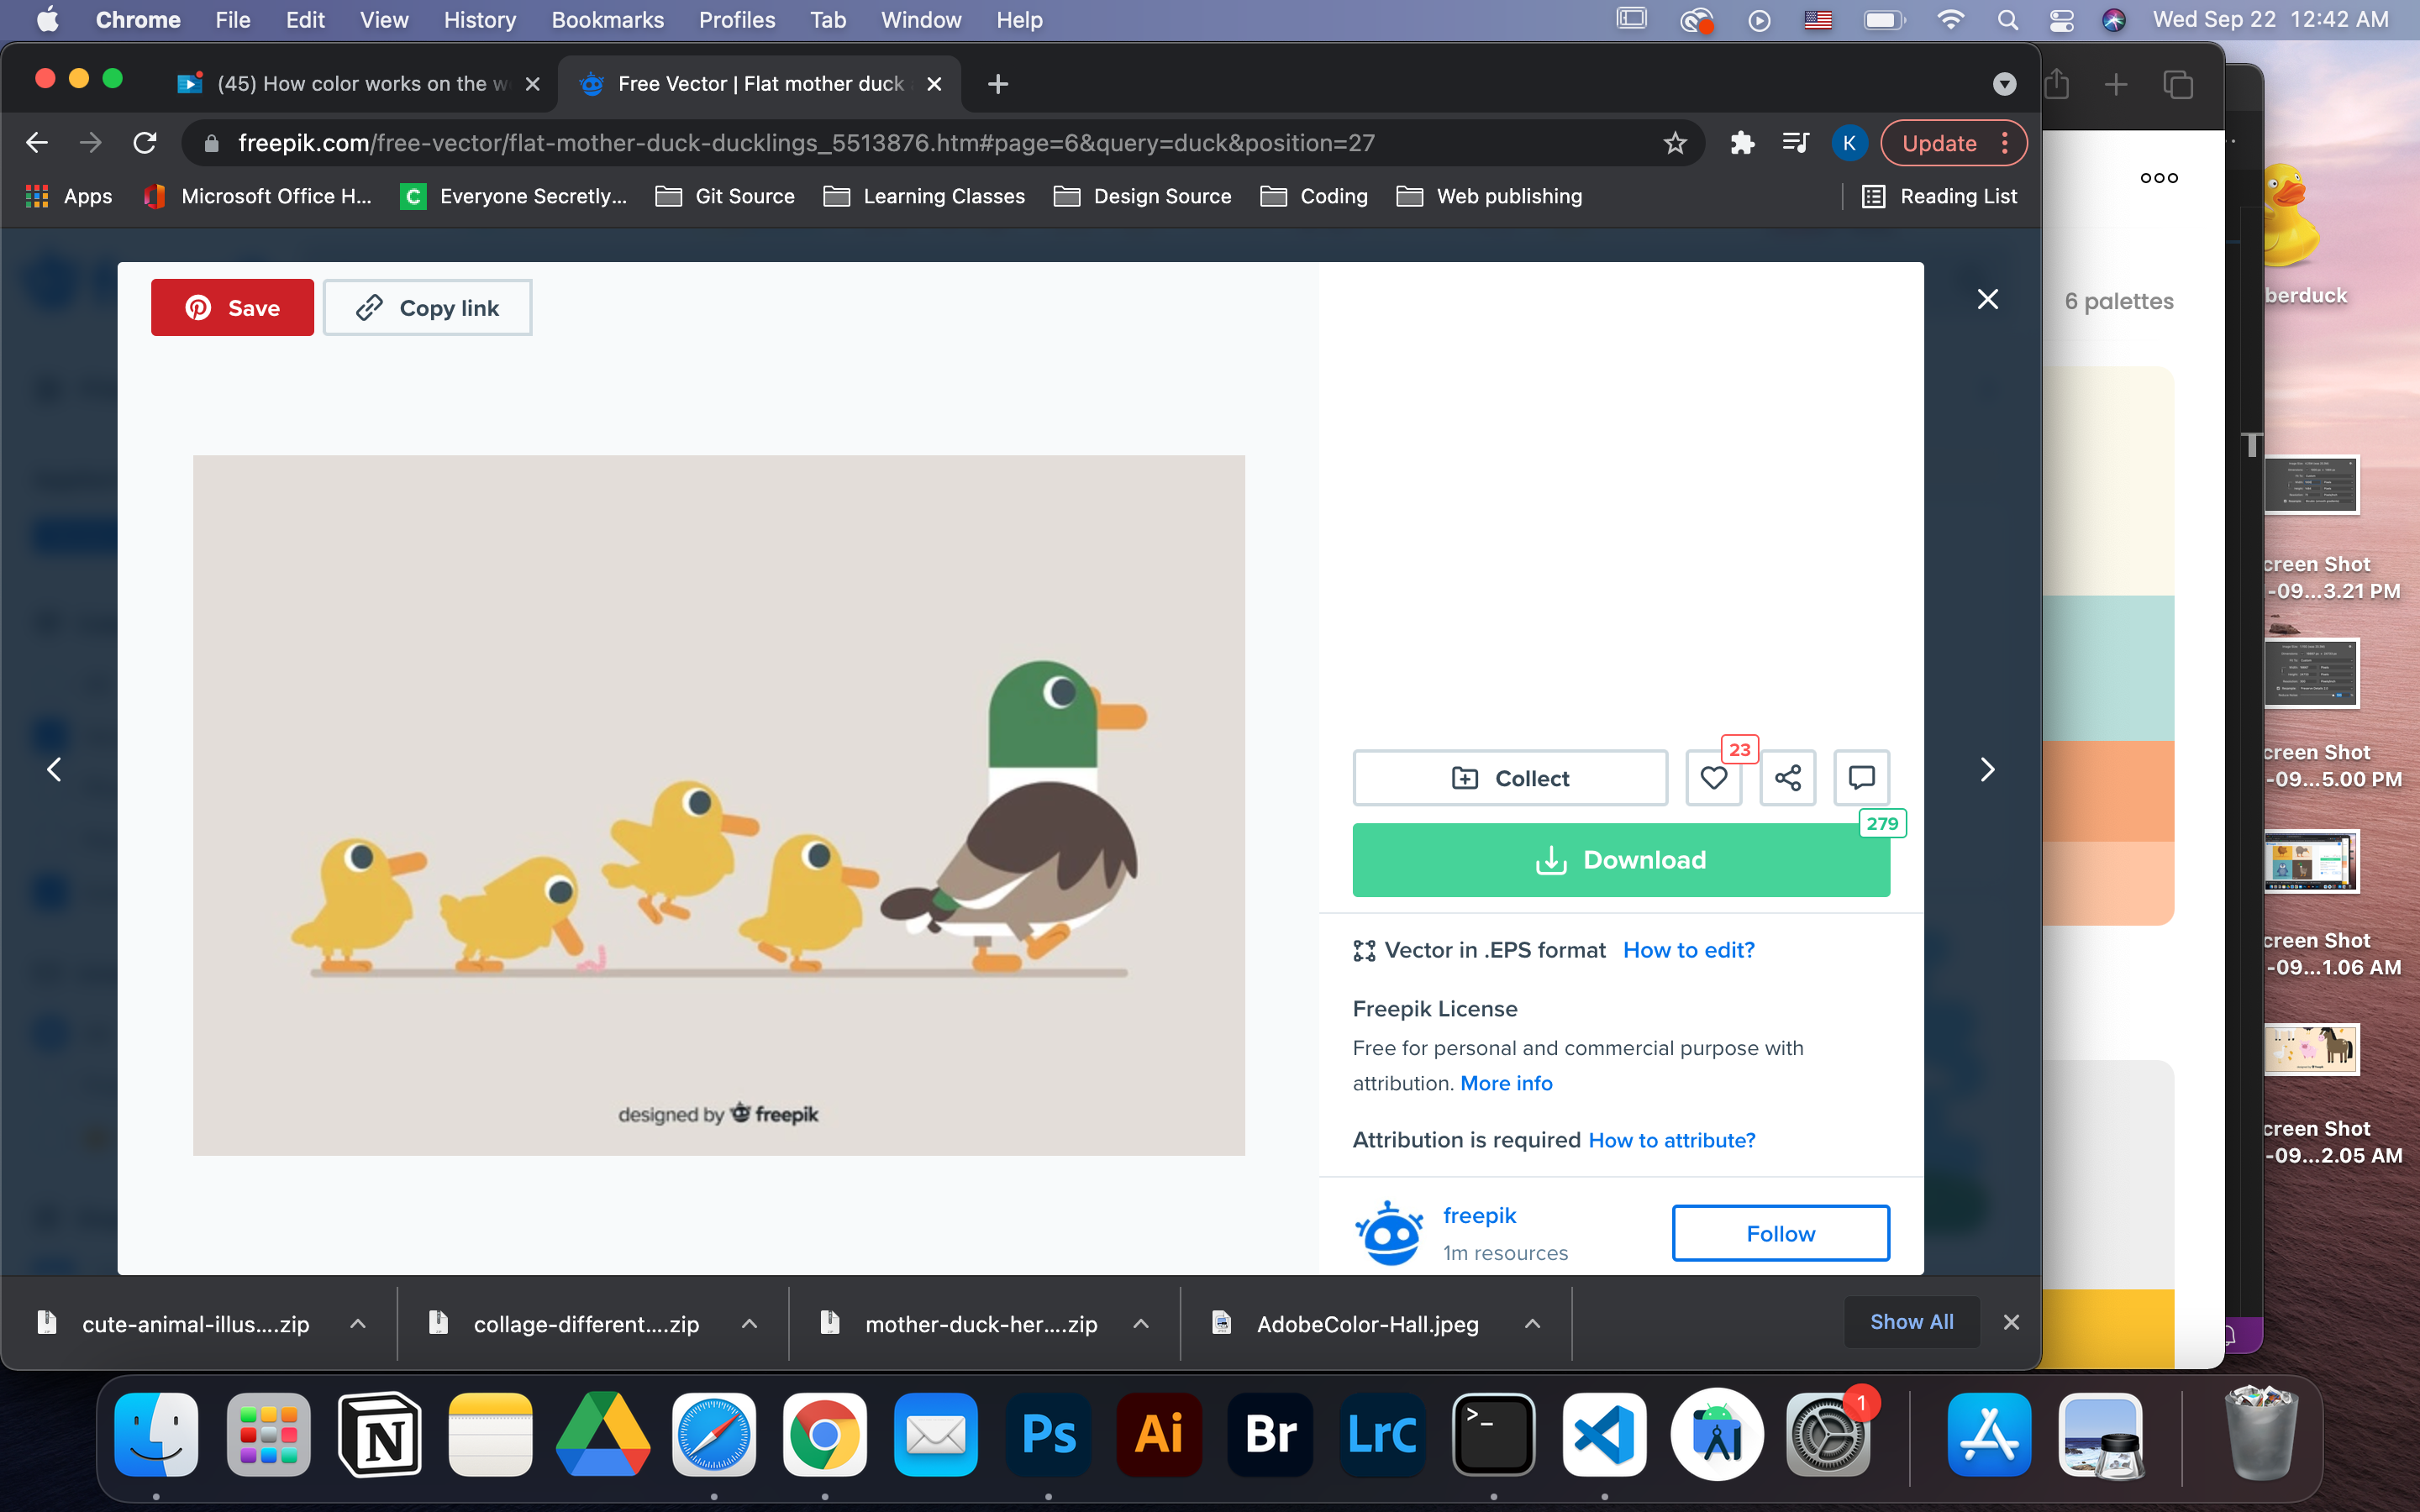 Chrome File Edit View History Bookmarks Profiles Tab Window Help Wed Sep 22 12:42 AM
(45) How color works on the w
Free Vector | Flat mother duck
freepik.com/free-vector/flat-mother-duck-ducklings_5513876.htm#page=6&query=duck&position=27
K
Update
Apps Microsoft Office H... Everyone Secretly... Git Source Learning Classes Design Source Coding Web publishing Reading List
Save
Copy link
6 palettes
berduck
T
creen Shot
-09...3.21 PM
creen Shot
-09...5.00 PM
creen Shot
-09...1.06 AM
creen Shot
-09...2.05 AM
designed by freepik
Collect
23
279
Download
Vector in .EPS format How to edit?
Freepik License
Free for personal and commercial purpose with
attribution. More info
Attribution is required How to attribute?
freepik
1m resources
Follow
cute-animal-illus....zip
collage-different....zip
mother-duck-her....zip
AdobeColor-Hall.jpeg
Show All
N
Ps
Ai
Br
LrC
>_
1